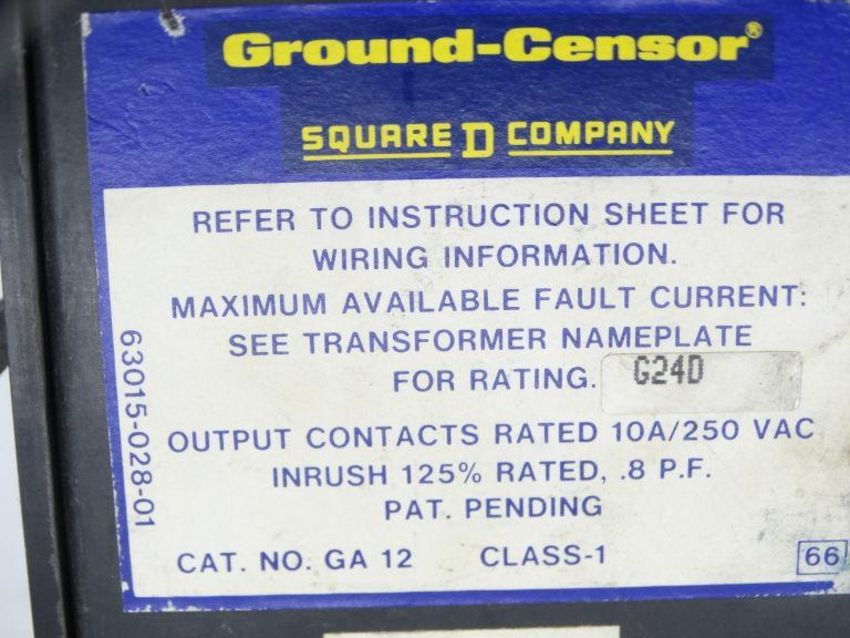 Ground-Censor®
SQUARE D COMPANY
REFER TO INSTRUCTION SHEET FOR
WIRING INFORMATION.
MAXIMUM AVAILABLE FAULT CURRENT:
SEE TRANSFORMER NAMEPLATE
FOR RATING. G24D
OUTPUT CONTACTS RATED 10A/250 VAC
INRUSH 125% RATED, .8 P.F.
PAT. PENDING
CAT. NO. GA 12 CLASS-1 66
63015-028-01